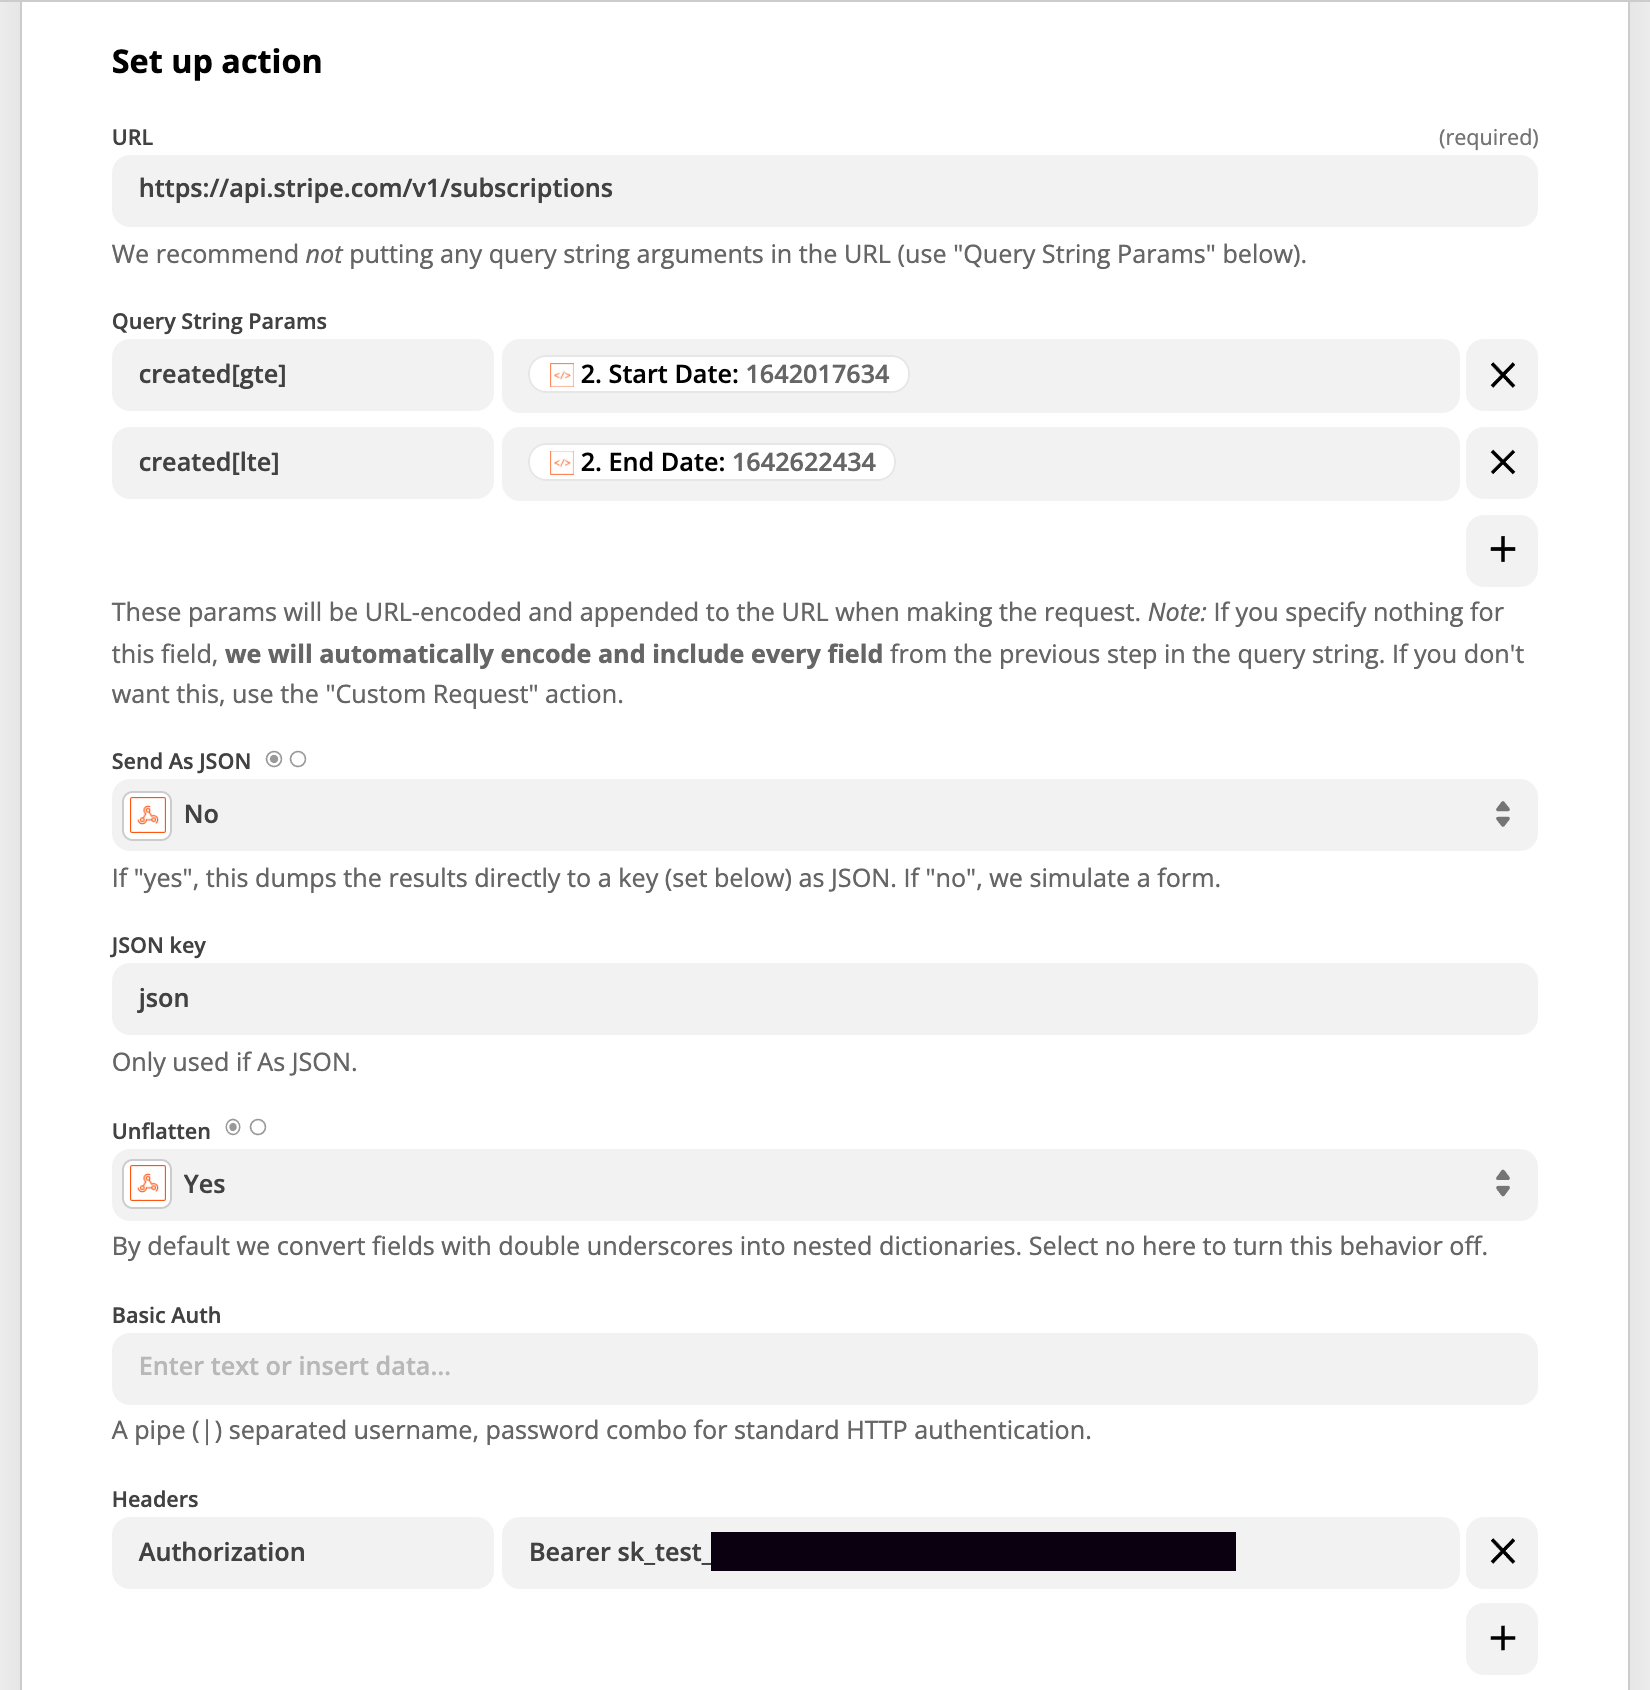 Set up action
URL (required)
https://api.stripe.com/v1/subscriptions
We recommend not putting any query string arguments in the URL (use "Query String Params" below).
Query String Params
created[gte] 2. Start Date: 1642017634
created[lte] 2. End Date: 1642622434
These params will be URL-encoded and appended to the URL when making the request. Note: If you specify nothing for
this field, we will automatically encode and include every field from the previous step in the query string. If you don't
want this, use the "Custom Request" action.
Send As JSON
No
If "yes", this dumps the results directly to a key (set below) as JSON. If "no", we simulate a form.
JSON key
json
Only used if As JSON.
Unflatten
Yes
By default we convert fields with double underscores into nested dictionaries. Select no here to turn this behavior off.
Basic Auth
Enter text or insert data...
A pipe (|) separated username, password combo for standard HTTP authentication.
Headers
Authorization Bearer sk_test_